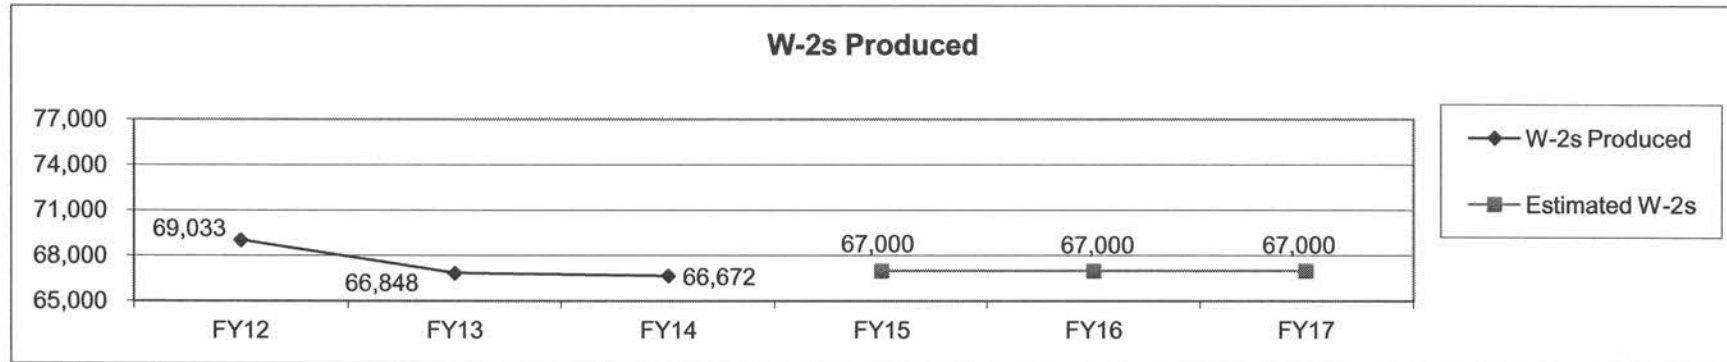 W-2s Produced
77,000
74,000
71,000
68,000
65,000
69,033
66,848
66,672
67,000
67,000
67,000
FY12
FY13
FY14
FY15
FY16
FY17
W-2s Produced
Estimated W-2s